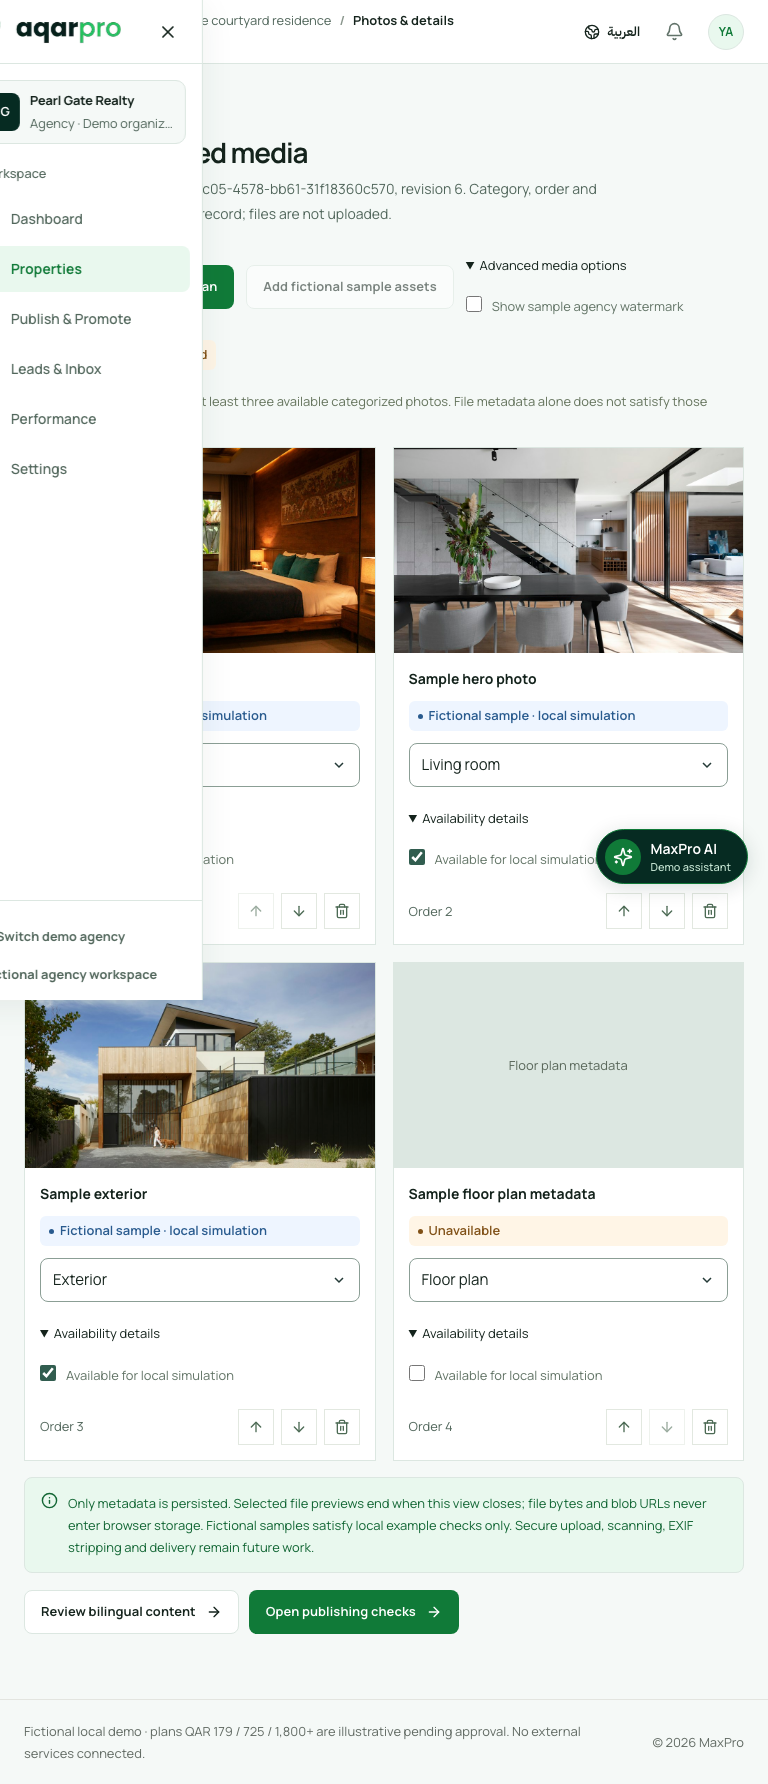 aqarpro
e courtyard residence / Photos & details
العربية
YA
G
Pearl Gate Realty
Agency · Demo organiz...
rkspace
Dashboard
Properties
Publish & Promote
Leads & Inbox
Performance
Settings
Switch demo agency
ctional agency workspace
ed media
c05-4578-bb61-31f18360c570, revision 6. Category, order and
record; files are not uploaded.
an
Add fictional sample assets
Advanced media options
Show sample agency watermark
d
t least three available categorized photos. File metadata alone does not satisfy those
simulation
ation
Sample hero photo
Fictional sample · local simulation
Living room
Availability details
Available for local simulation
Order 2
MaxPro AI
Demo assistant
Sample exterior
Fictional sample · local simulation
Exterior
Availability details
Available for local simulation
Order 3
Floor plan metadata
Sample floor plan metadata
Unavailable
Floor plan
Availability details
Available for local simulation
Order 4
Only metadata is persisted. Selected file previews end when this view closes; file bytes and blob URLs never
enter browser storage. Fictional samples satisfy local example checks only. Secure upload, scanning, EXIF
stripping and delivery remain future work.
Review bilingual content
Open publishing checks
Fictional local demo · plans QAR 179 / 725 / 1,800+ are illustrative pending approval. No external
services connected.
© 2026 MaxPro